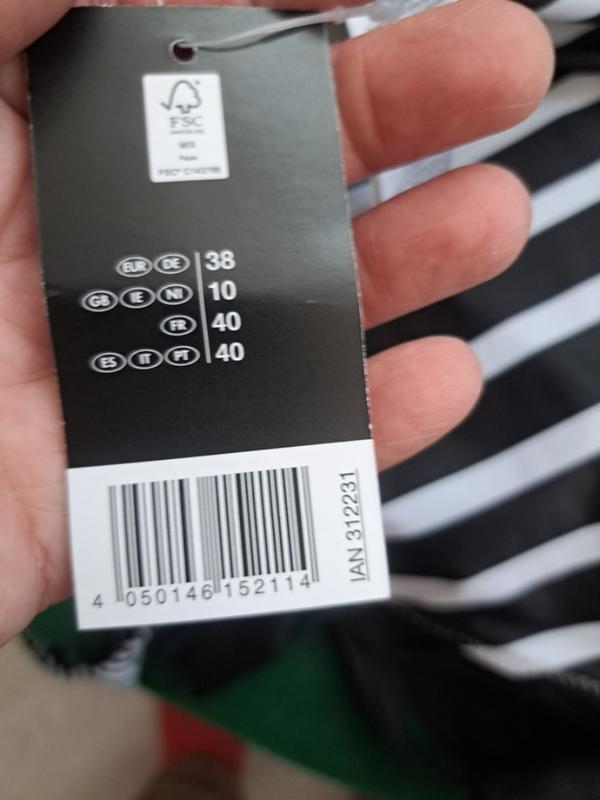 FSC
MIX
Paper
EUR DE 38
GB IE NI 10
FR 40
ES IT PT 40
IAN 312231
4 050146 152114